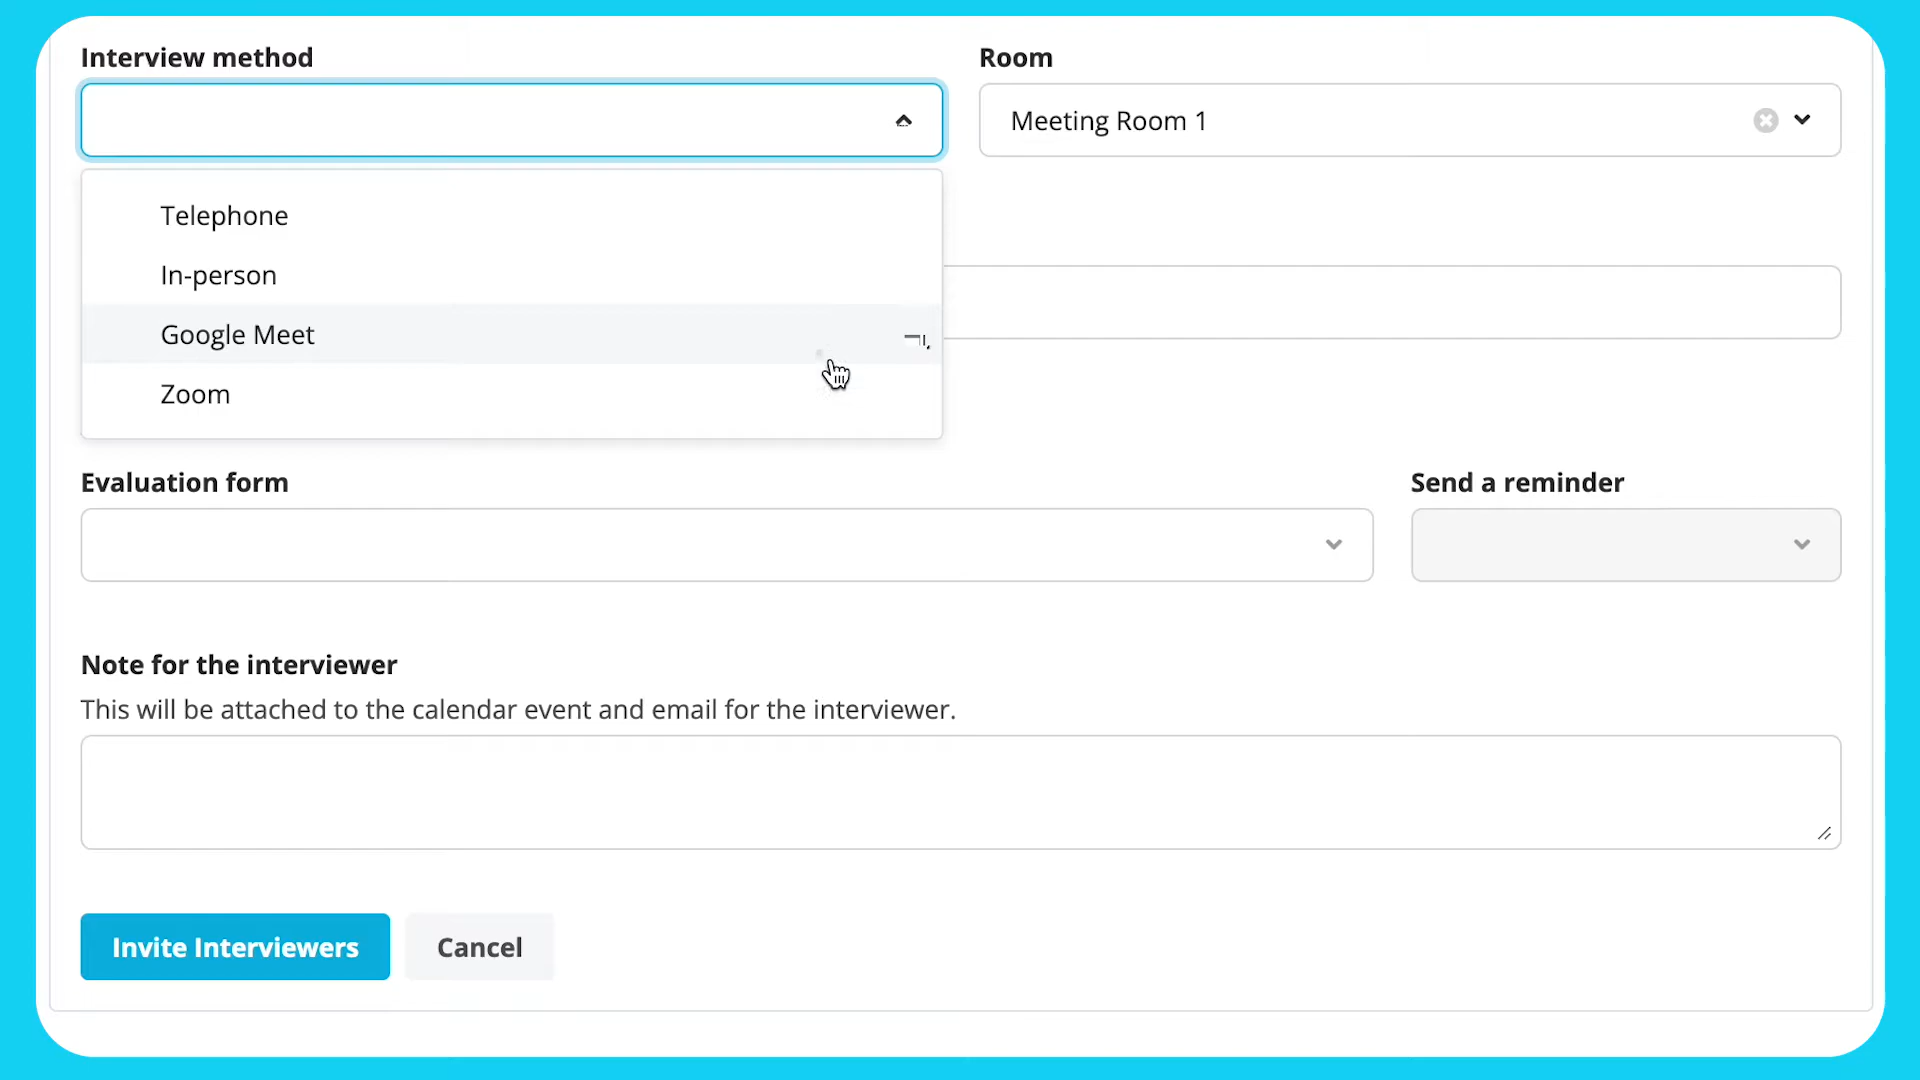 Interview method
Room
Meeting Room 1
Telephone
In-person
Google Meet
Zoom
Evaluation form
Send a reminder
Note for the interviewer
This will be attached to the calendar event and email for the interviewer.
Invite Interviewers
Cancel